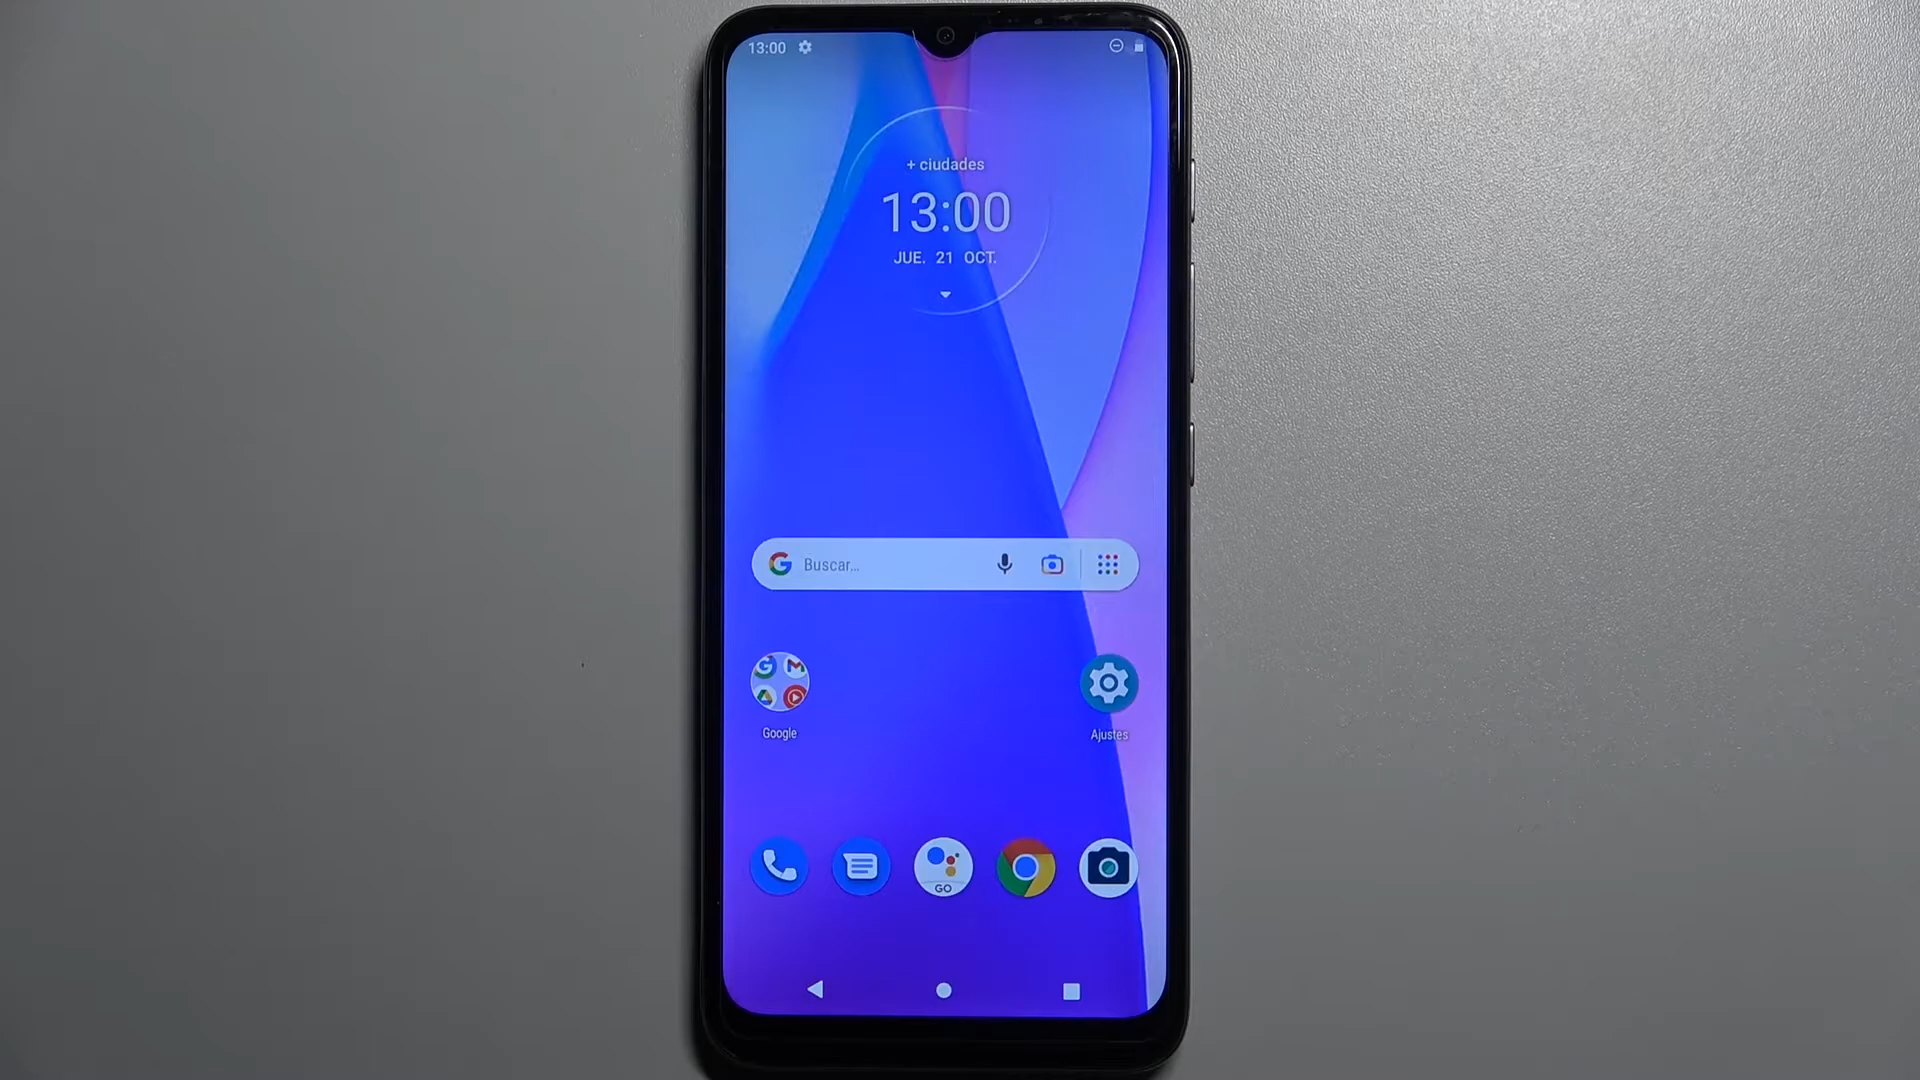 13:00
+ ciudades
13:00
JUE. 21 OCT.
Buscar...
Google
Ajustes
GO